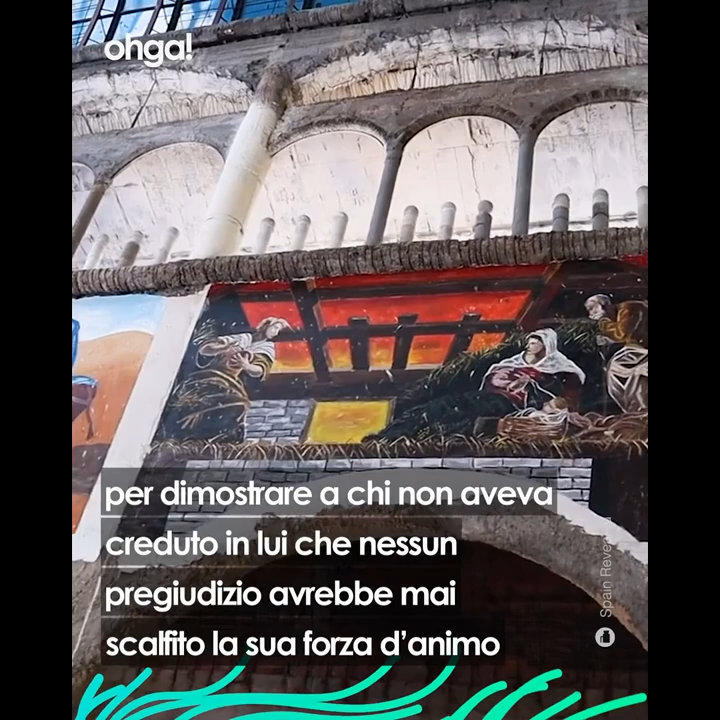 ohga!
per dimostrare a chi non aveva
creduto in lui che nessun
pregiudizio avrebbe mai
scalfito la sua forza d'animo
Spain Reve